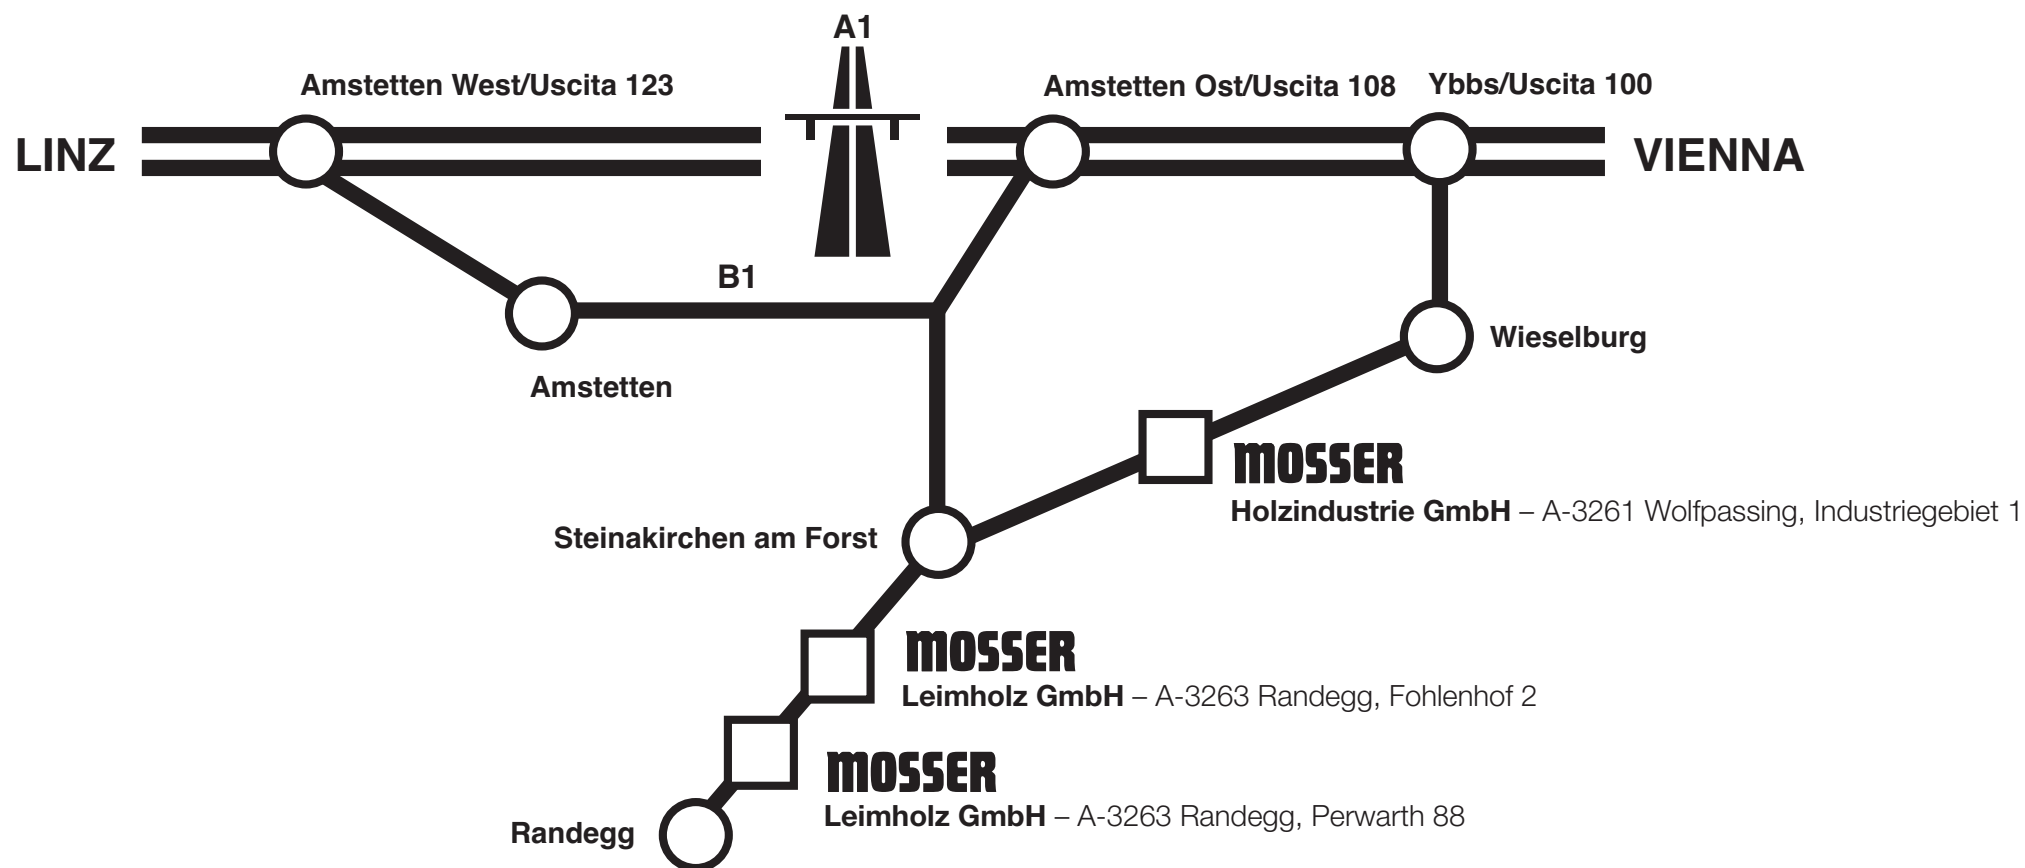 A1
Amstetten West/Uscita 123
Amstetten Ost/Uscita 108
Ybbs/Uscita 100
LINZ
VIENNA
B1
Wieselburg
Amstetten
MOSSER
Holzindustrie GmbH – A-3261 Wolfpassing, Industriegebiet 1
Steinakirchen am Forst
MOSSER
Leimholz GmbH – A-3263 Randegg, Fohlenhof 2
MOSSER
Leimholz GmbH – A-3263 Randegg, Perwarth 88
Randegg